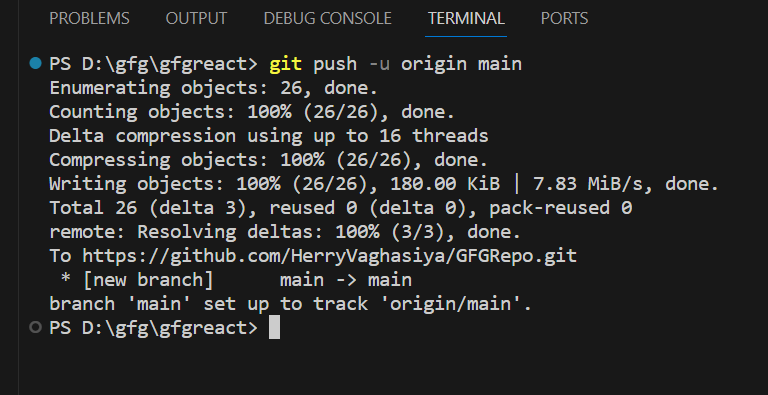 PROBLEMS OUTPUT DEBUG CONSOLE TERMINAL PORTS
PS D:\gfg\gfgreact> git push -u origin main
Enumerating objects: 26, done.
Counting objects: 100% (26/26), done.
Delta compression using up to 16 threads
Compressing objects: 100% (26/26), done.
Writing objects: 100% (26/26), 180.00 KiB | 7.83 MiB/s, done.
Total 26 (delta 3), reused 0 (delta 0), pack-reused 0
remote: Resolving deltas: 100% (3/3), done.
To https://github.com/HerryVaghasiya/GFGRepo.git
 * [new branch]      main -> main
branch 'main' set up to track 'origin/main'.
PS D:\gfg\gfgreact>